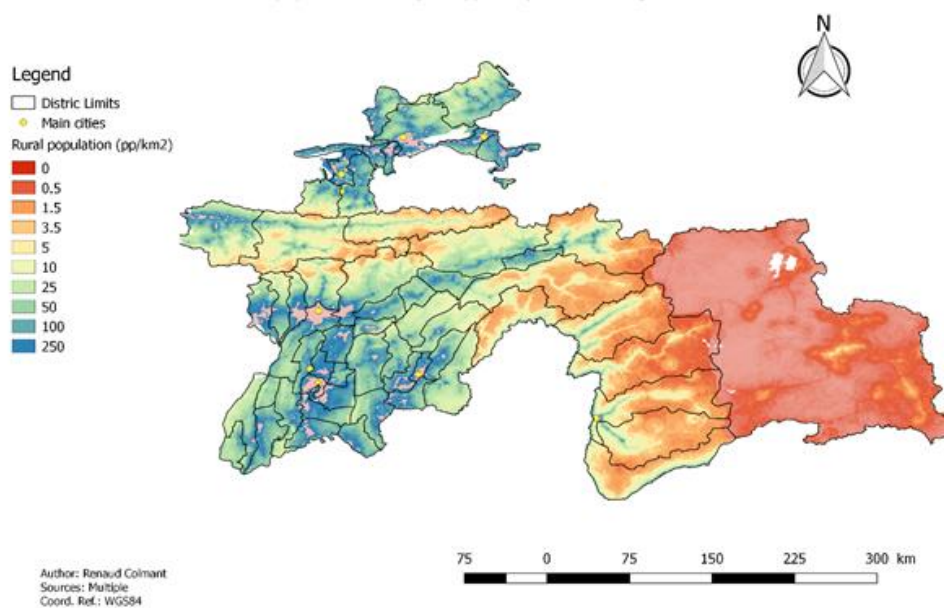 N
Legend
Distric Limits
Main cities
Rural population (pp/km2)
0
0.5
1.5
3.5
5
10
25
50
100
250
75 0 75 150 225 300 km
Author: Renaud Colmant
Sources: Multiple
Coord. Ref.: WGS84